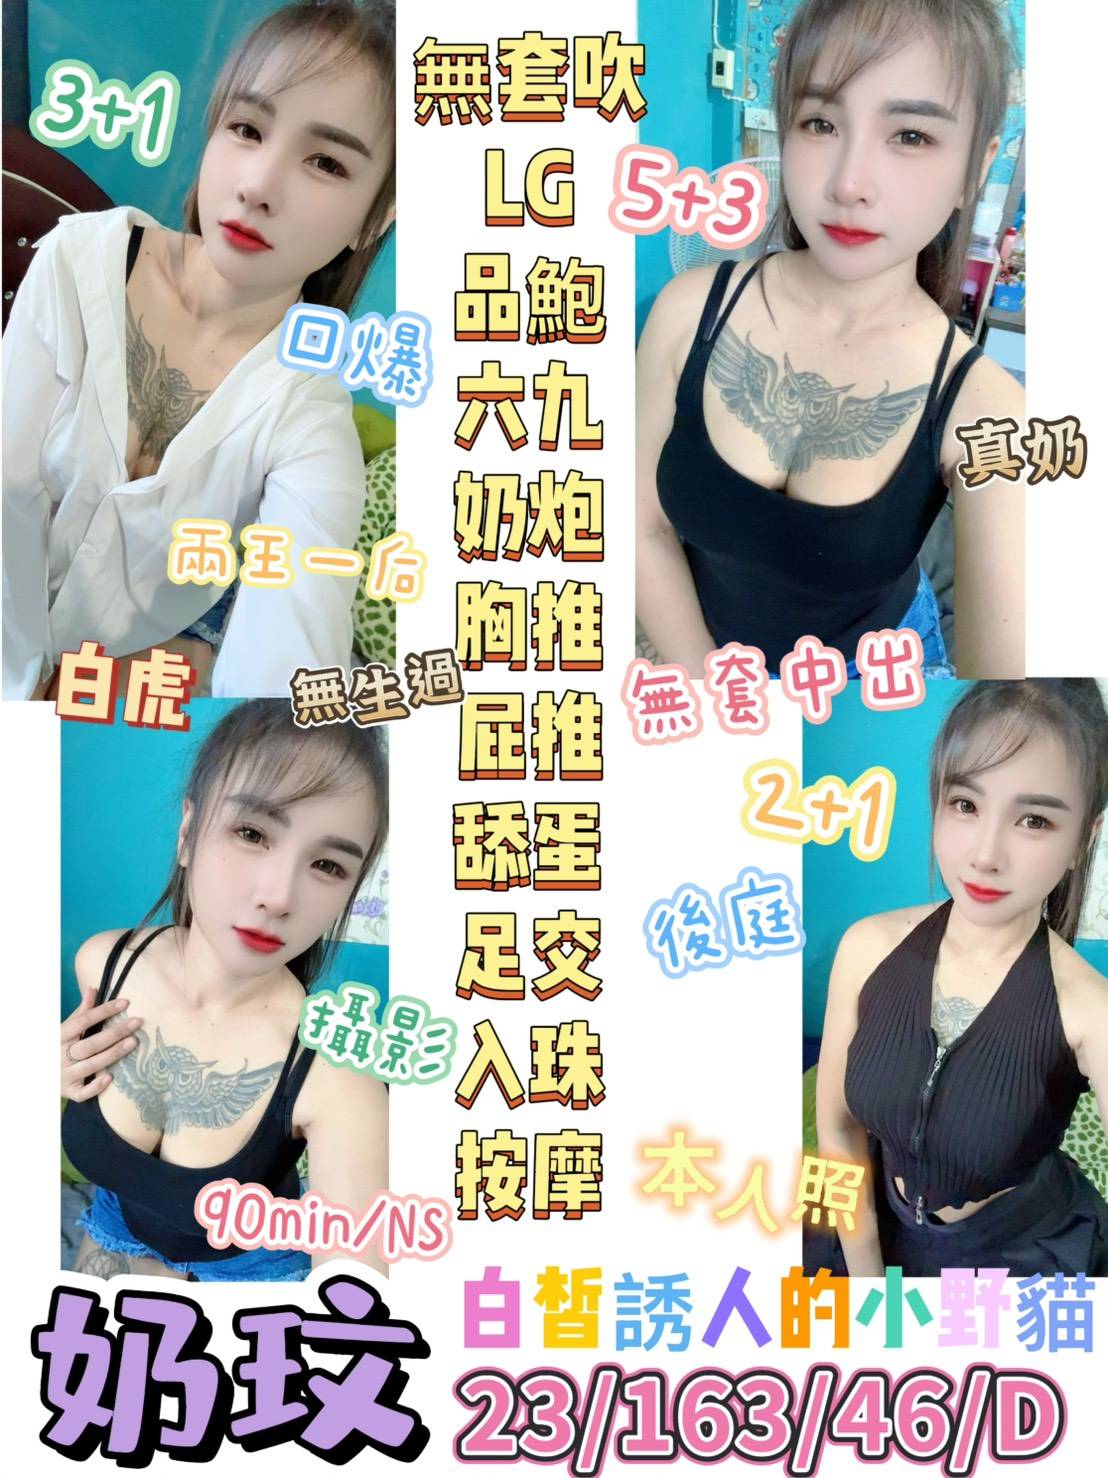 3+1
無套吹
LG
5+3
品鮑
口爆
六九
真奶
奶炮
兩王一后
胸推
白虎
無生過
無套中出
屁推
2+1
舔蛋
後庭
足交
攝影
入珠
按摩
本人照
90min/NS
奶玟
白皙誘人的小野貓
23/163/46/D